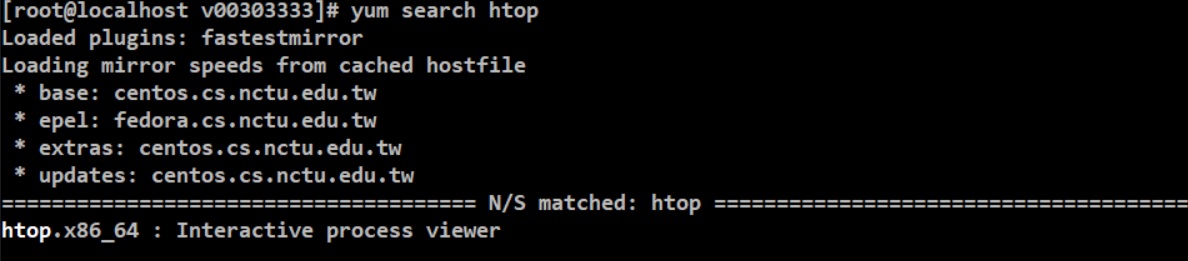 [root@localhost v00303333]# yum search htop
Loaded plugins: fastestmirror
Loading mirror speeds from cached hostfile
 * base: centos.cs.nctu.edu.tw
 * epel: fedora.cs.nctu.edu.tw
 * extras: centos.cs.nctu.edu.tw
 * updates: centos.cs.nctu.edu.tw
====================================== N/S matched: htop ======================================
htop.x86_64 : Interactive process viewer